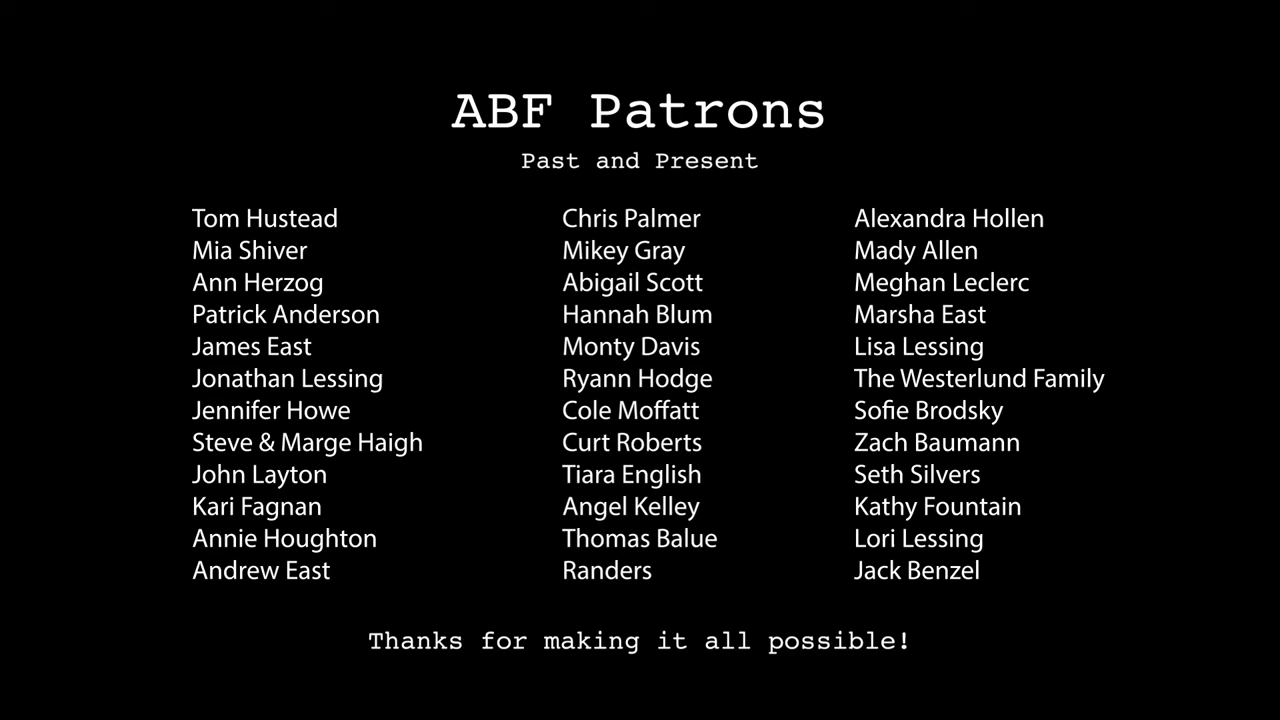 ABF Patrons
Past and Present
Tom Hustead
Mia Shiver
Ann Herzog
Patrick Anderson
James East
Jonathan Lessing
Jennifer Howe
Steve & Marge Haigh
John Layton
Kari Fagnan
Annie Houghton
Andrew East
Chris Palmer
Mikey Gray
Abigail Scott
Hannah Blum
Monty Davis
Ryann Hodge
Cole Moffatt
Curt Roberts
Tiara English
Angel Kelley
Thomas Balue
Randers
Alexandra Hollen
Mady Allen
Meghan Leclerc
Marsha East
Lisa Lessing
The Westerlund Family
Sofie Brodsky
Zach Baumann
Seth Silvers
Kathy Fountain
Lori Lessing
Jack Benzel
Thanks for making it all possible!